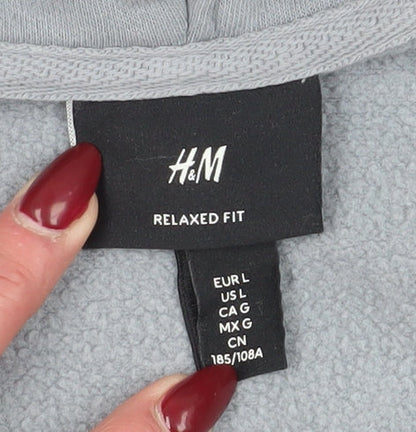 H&M
RELAXED FIT
EUR L
US L
CA G
MX G
CN
185/108A